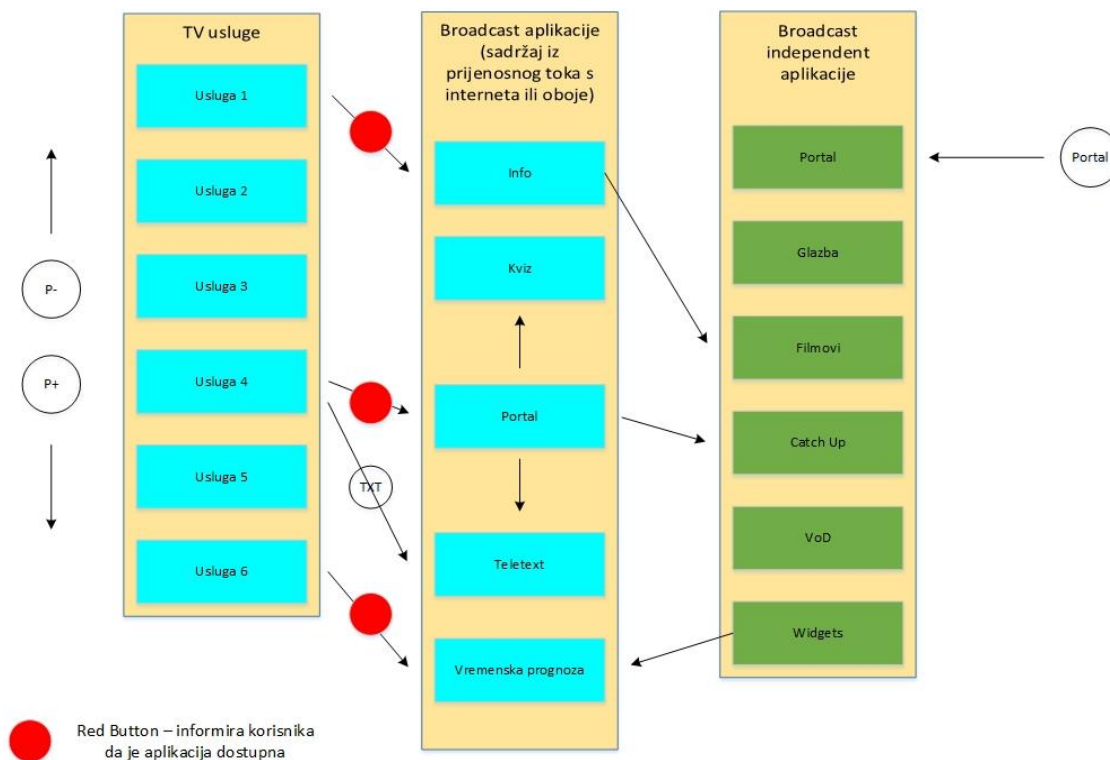 TV usluge
Usluga 1
Usluga 2
Usluga 3
Usluga 4
Usluga 5
Usluga 6
P-
P+
TXT
Broadcast aplikacije
(sadržaj iz
prijenosnog toka s
interneta ili oboje)
Info
Kviz
Portal
Teletext
Vremenska prognoza
Broadcast
independent
aplikacije
Portal
Glazba
Filmovi
Catch Up
VoD
Widgets
Portal
Red Button – informira korisnika
da je aplikacija dostupna